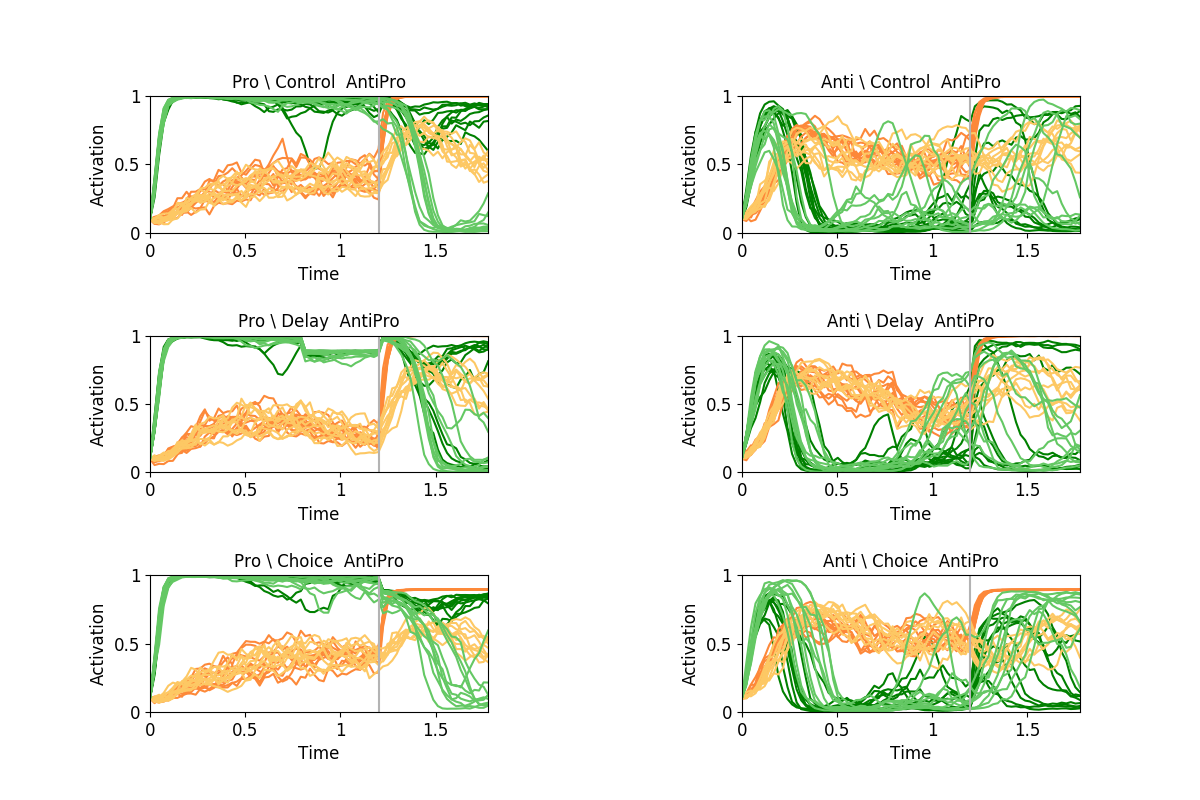 Pro \ Control  AntiPro
1
0.5
0
Activation
0 0.5 1 1.5
Time
Anti \ Control  AntiPro
1
0.5
0
Activation
0 0.5 1 1.5
Time
Pro \ Delay  AntiPro
1
0.5
0
Activation
0 0.5 1 1.5
Time
Anti \ Delay  AntiPro
1
0.5
0
Activation
0 0.5 1 1.5
Time
Pro \ Choice  AntiPro
1
0.5
0
Activation
0 0.5 1 1.5
Time
Anti \ Choice  AntiPro
1
0.5
0
Activation
0 0.5 1 1.5
Time